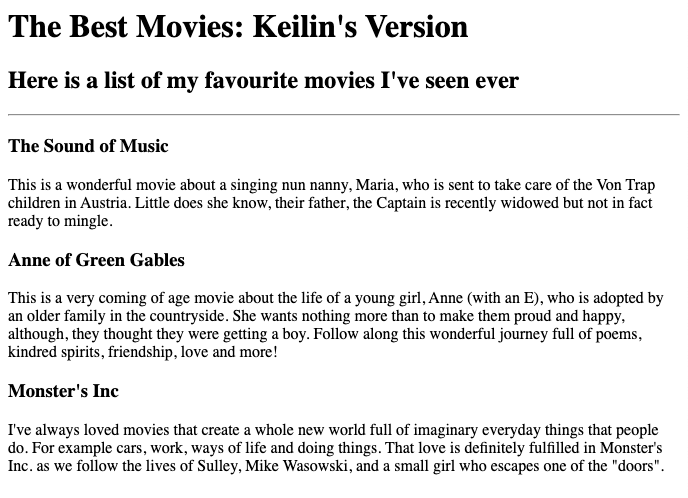 The Best Movies: Keilin's Version
Here is a list of my favourite movies I've seen ever
The Sound of Music
This is a wonderful movie about a singing nun nanny, Maria, who is sent to take care of the Von Trap
children in Austria. Little does she know, their father, the Captain is recently widowed but not in fact
ready to mingle.
Anne of Green Gables
This is a very coming of age movie about the life of a young girl, Anne (with an E), who is adopted by
an older family in the countryside. She wants nothing more than to make them proud and happy,
although, they thought they were getting a boy. Follow along this wonderful journey full of poems,
kindred spirits, friendship, love and more!
Monster's Inc
I've always loved movies that create a whole new world full of imaginary everyday things that people
do. For example cars, work, ways of life and doing things. That love is definitely fulfilled in Monster's
Inc. as we follow the lives of Sulley, Mike Wasowski, and a small girl who escapes one of the "doors".